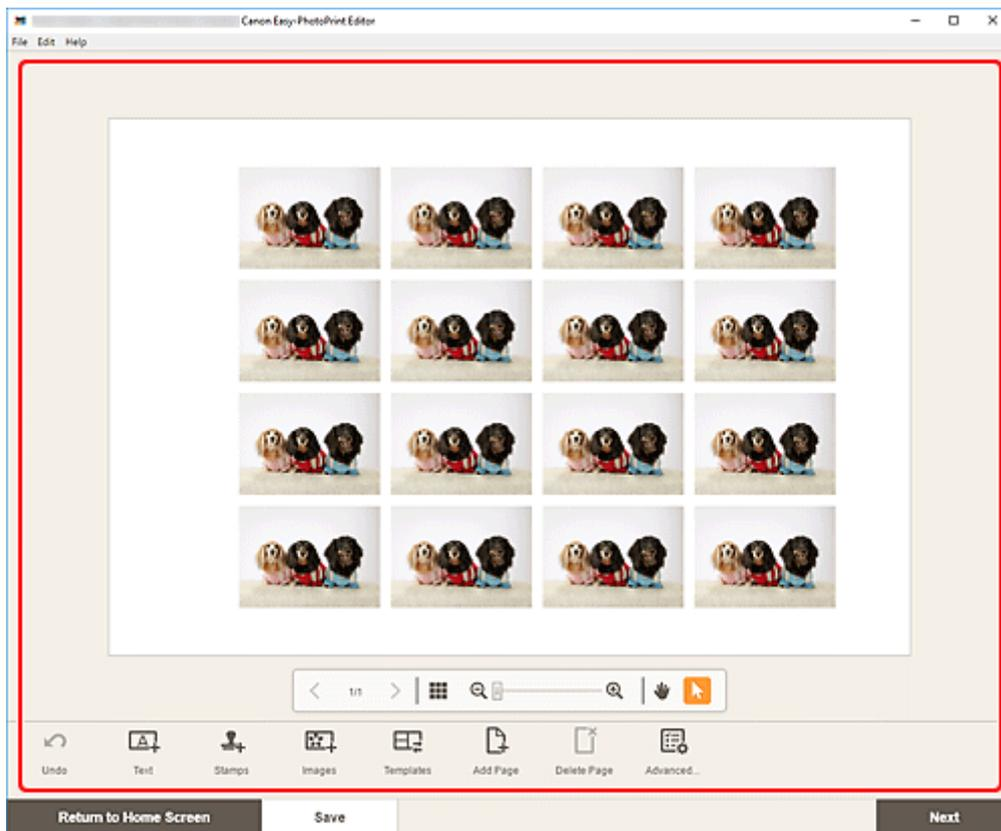 Canon Easy-PhotoPrint Editor
File Edit Help
1/1
Undo Text Stamps Images Templates Add Page Delete Page Advanced...
Return to Home Screen Save Next